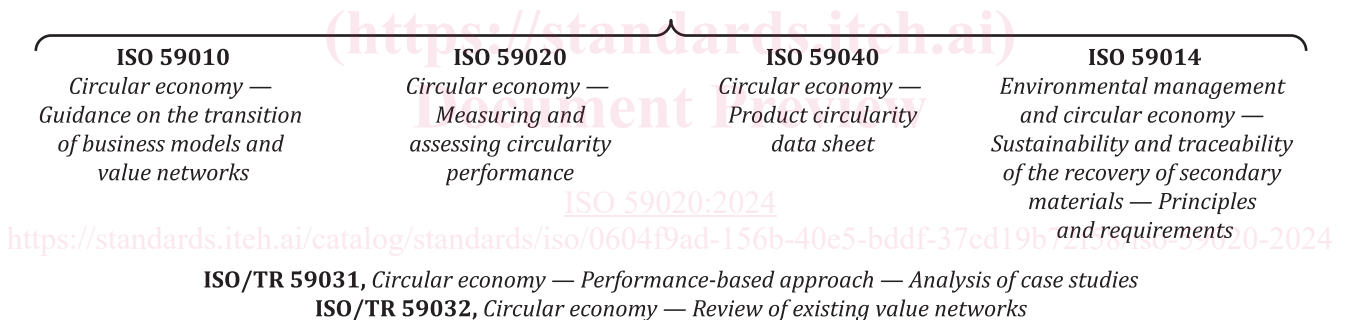 (https://standards.iteh.ai)
ISO 59010
Circular economy —
Guidance on the transition
of business models and
value networks
ISO 59020
Circular economy —
Measuring and
assessing circularity
performance
ISO 59040
Circular economy —
Product circularity
data sheet
ISO 59014
Environmental management
and circular economy —
Sustainability and traceability
of the recovery of secondary
materials — Principles
and requirements
Document Preview
ISO 59020:2024
https://standards.iteh.ai/catalog/standards/iso/0604f9ad-156b-40e5-bddf-37cd19b72f58/iso-59020-2024
ISO/TR 59031, Circular economy — Performance-based approach — Analysis of case studies
ISO/TR 59032, Circular economy — Review of existing value networks